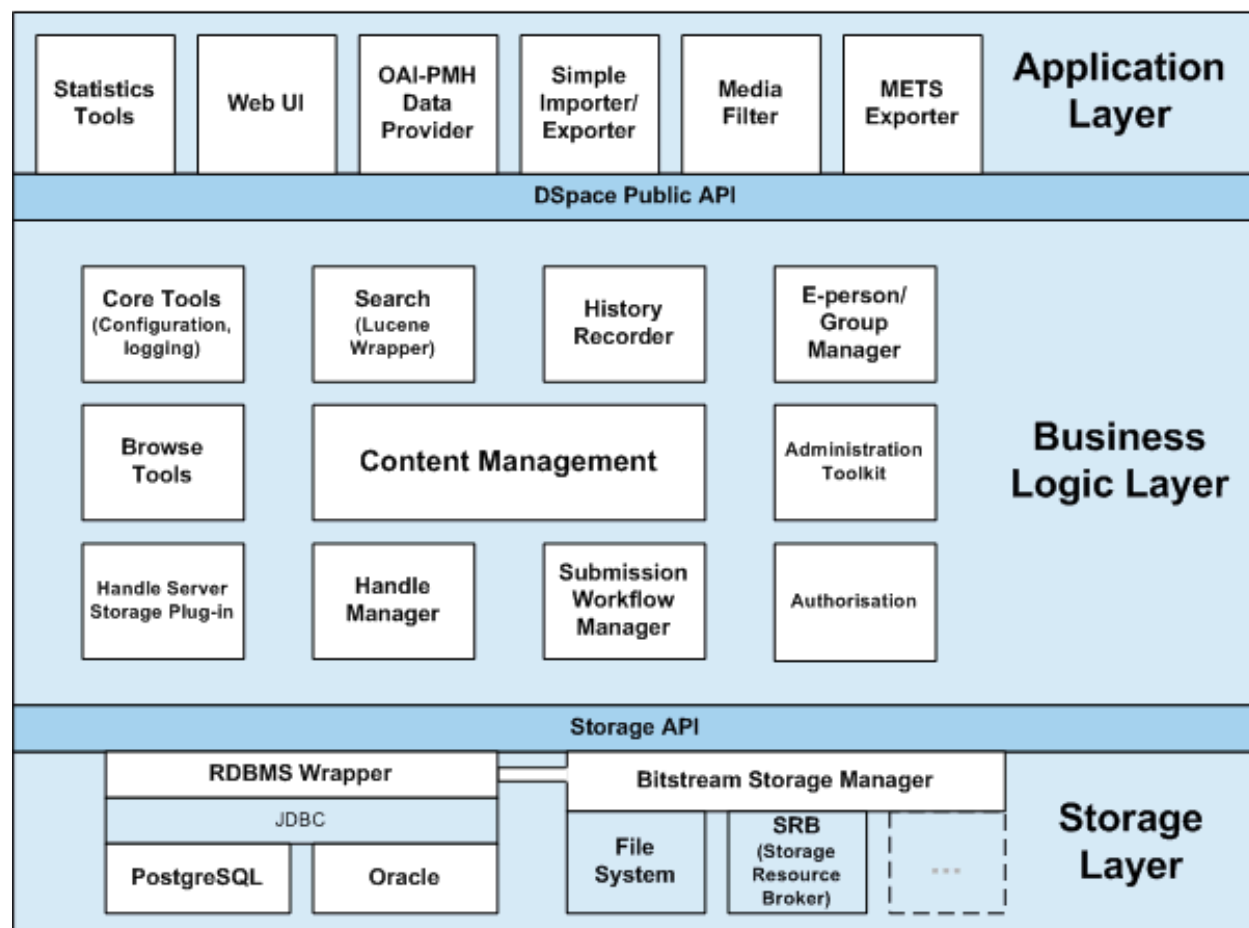 Statistics
Tools
Web UI
OAI-PMH
Data
Provider
Simple
Importer/
Exporter
Media
Filter
METS
Exporter
Application
Layer
DSpace Public API
Core Tools
(Configuration,
logging)
Search
(Lucene
Wrapper)
History
Recorder
E-person/
Group
Manager
Browse
Tools
Content Management
Administration
Toolkit
Business
Logic Layer
Handle Server
Storage Plug-in
Handle
Manager
Submission
Workflow
Manager
Authorisation
Storage API
RDBMS Wrapper
JDBC
PostgreSQL
Oracle
Bitstream Storage Manager
File
System
SRB
(Storage
Resource
Broker)
...
Storage
Layer